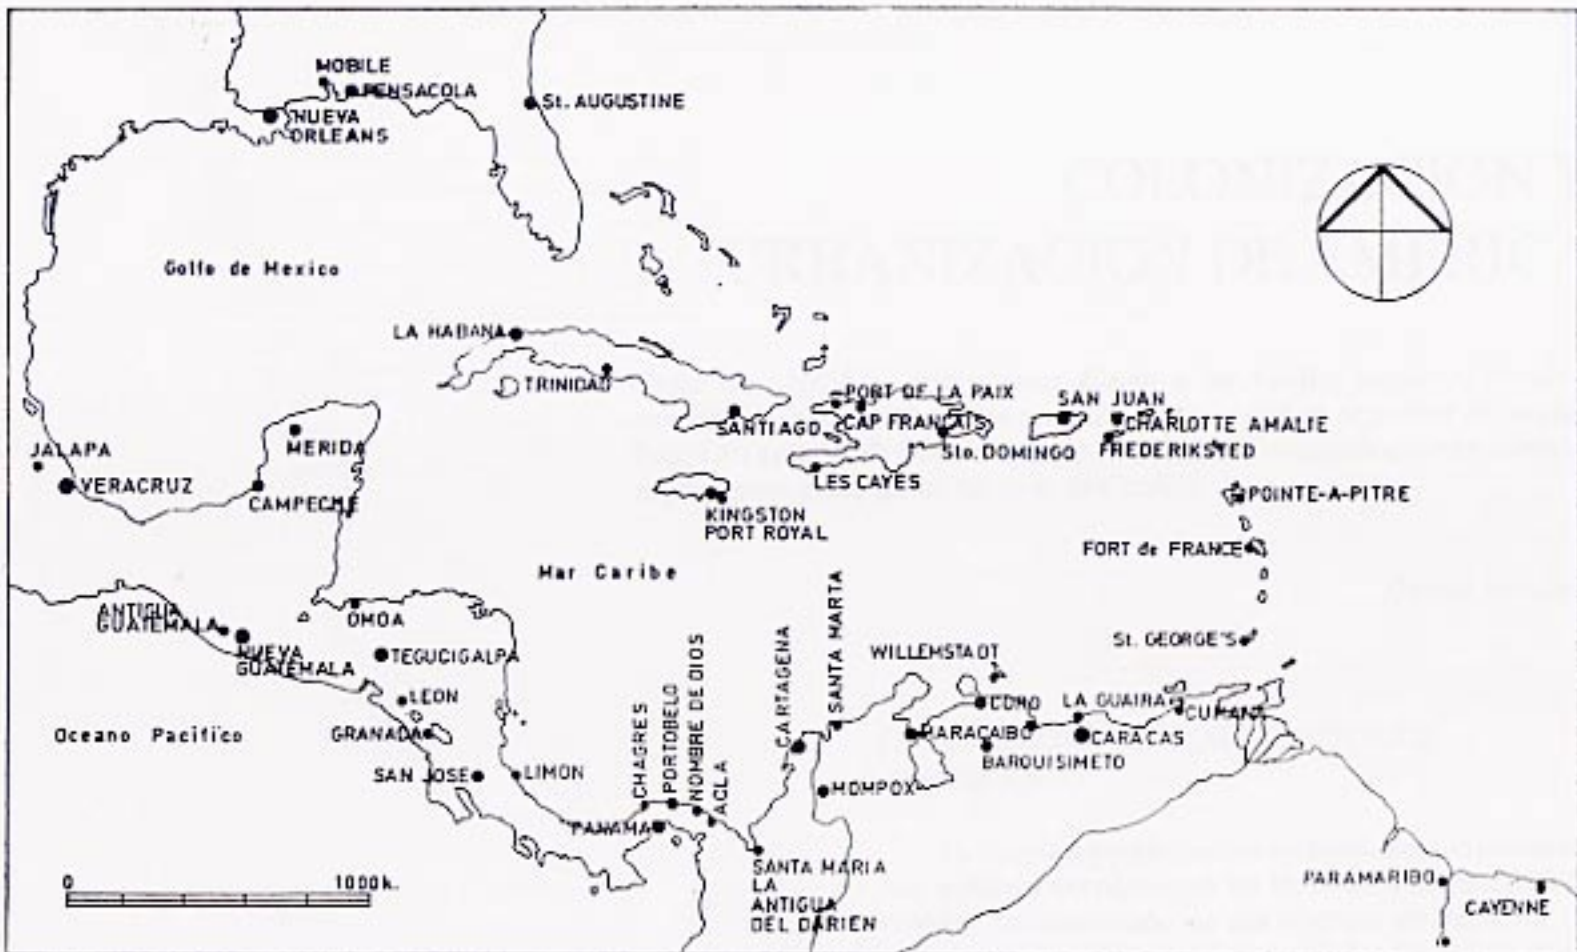 MOBILE
PENSACOLA
St. AUGUSTINE
NUEVA
ORLEANS
Golfo de Mexico
LA HABANA
TRINIDAD
SANTIAGO
PORT DE LA PAIX
CAP FRANÇAIS
SAN JUAN
CHARLOTTE AMALIE
FREDERIKSTED
Sto. DOMINGO
LES CAYES
JALAPA
MERIDA
VERACRUZ
CAMPECHE
KINGSTON
PORT ROYAL
POINTE-A-PITRE
FORT de FRANCE
Mar Caribe
ANTIGUA
GUATEMALA
OMOA
NUEVA
GUATEMALA
TEGUCIGALPA
St. GEORGE'S
WILLEMSTADT
LEON
GRANADA
Oceano Pacifico
SAN JOSE
LIMON
CHAGRES
PORTOBELO
NOMBRE DE DIOS
ACLA
CARTAGENA
SANTA MARTA
CORO
LA GUAIRA
CUMANA
MARACAIBO
CARACAS
BARQUISIMETO
MOMPOX
PANAMA
SANTA MARIA
LA
ANTIGUA
DEL DARIEN
0 1000k.
PARAMARIBO
CAYENNE